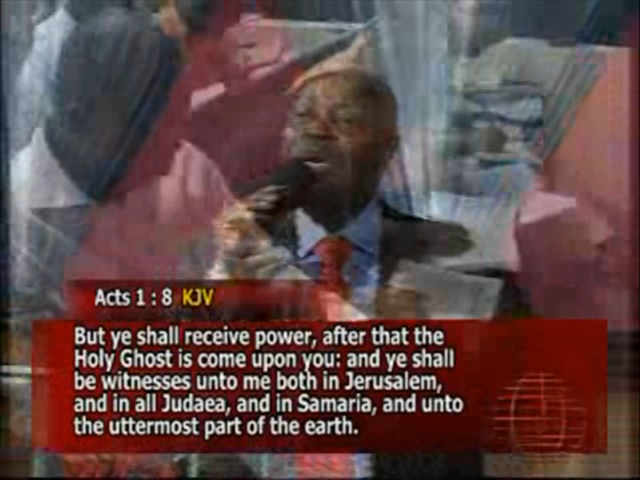 Acts 1 : 8 KJV
But ye shall receive power, after that the
Holy Ghost is come upon you: and ye shall
be witnesses unto me both in Jerusalem,
and in all Judaea, and in Samaria, and unto
the uttermost part of the earth.